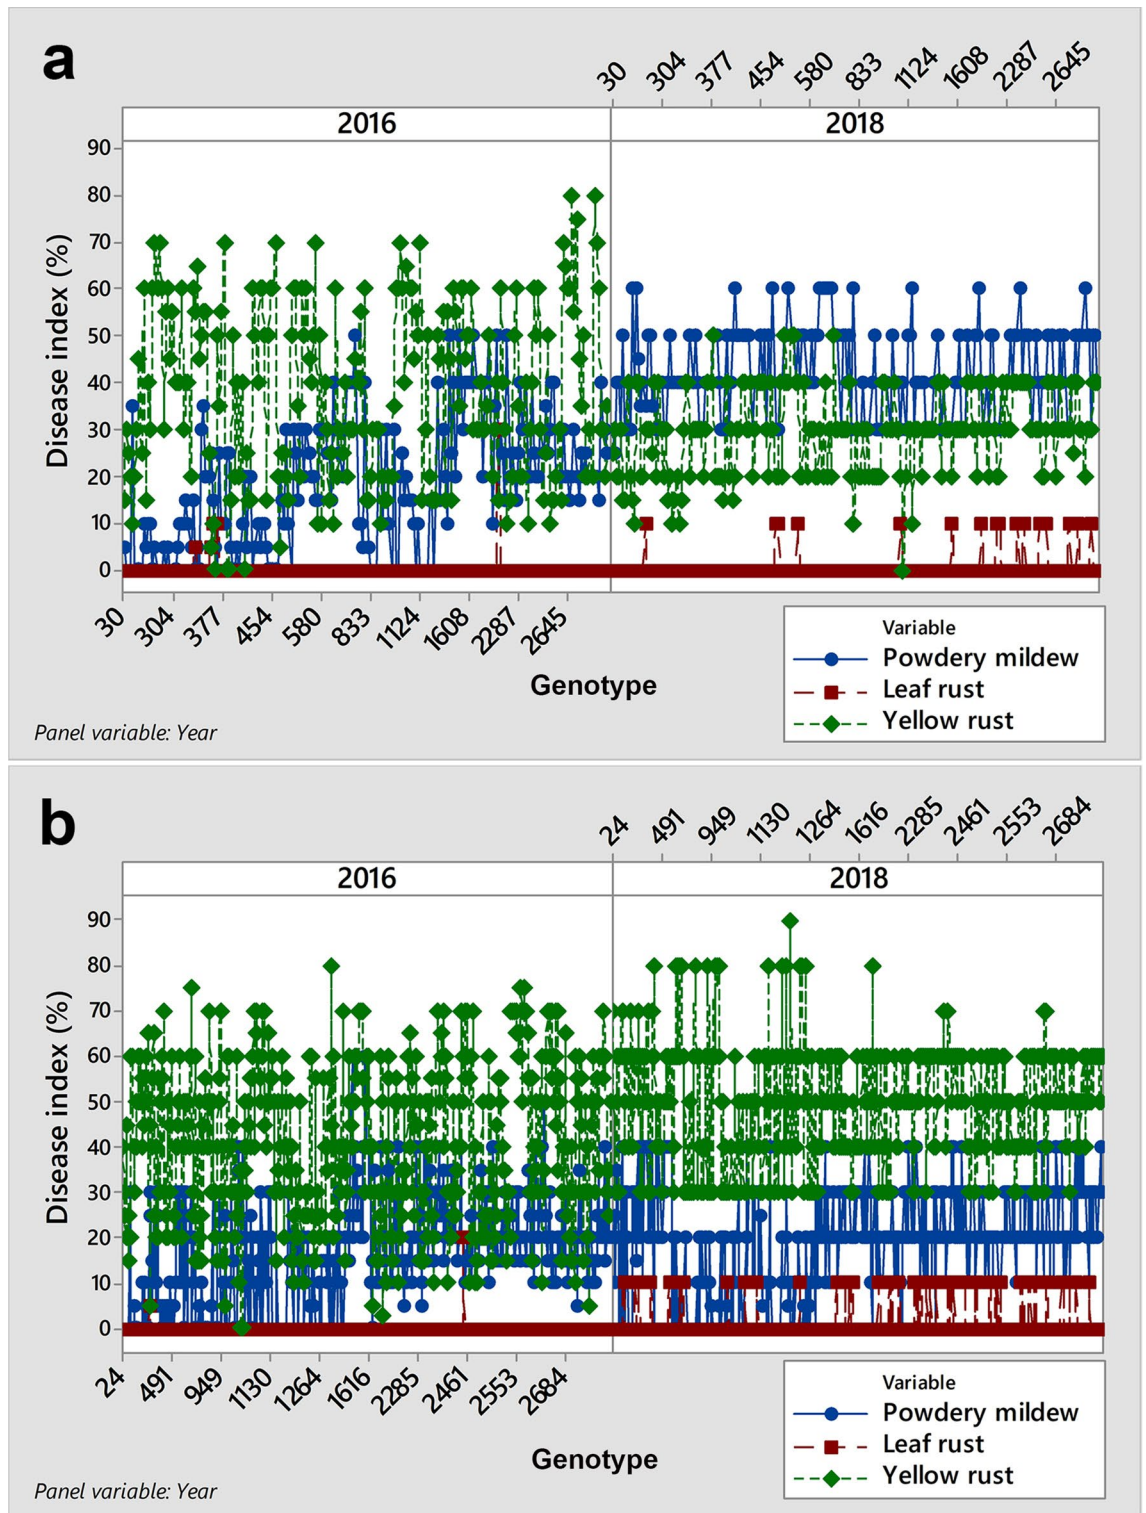 a
30 304 377 454 580 833 1124 1608 2287 2645
2016 2018
90
80
70
60
50
40
30
20
10
0
Disease index (%)
30 304 377 454 580 833 1124 1608 2287 2645
Genotype
Variable
Powdery mildew
Leaf rust
Yellow rust
Panel variable: Year
b
24 491 949 1130 1264 1616 2285 2461 2553 2684
2016 2018
90
80
70
60
50
40
30
20
10
0
Disease index (%)
24 491 949 1130 1264 1616 2285 2461 2553 2684
Genotype
Variable
Powdery mildew
Leaf rust
Yellow rust
Panel variable: Year